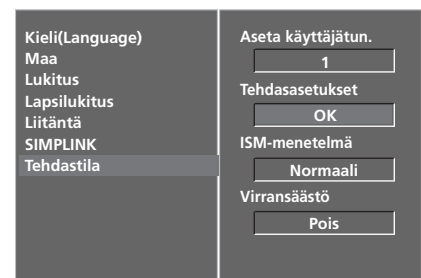 Kieli(Language)
Maa
Lukitus
Lapsilukitus
Liitäntä
SIMPLINK
Tehdastila
Aseta käyttäjätun.
1
Tehdasasetukset
OK
ISM-menetelmä
Normaali
Virransäästö
Pois